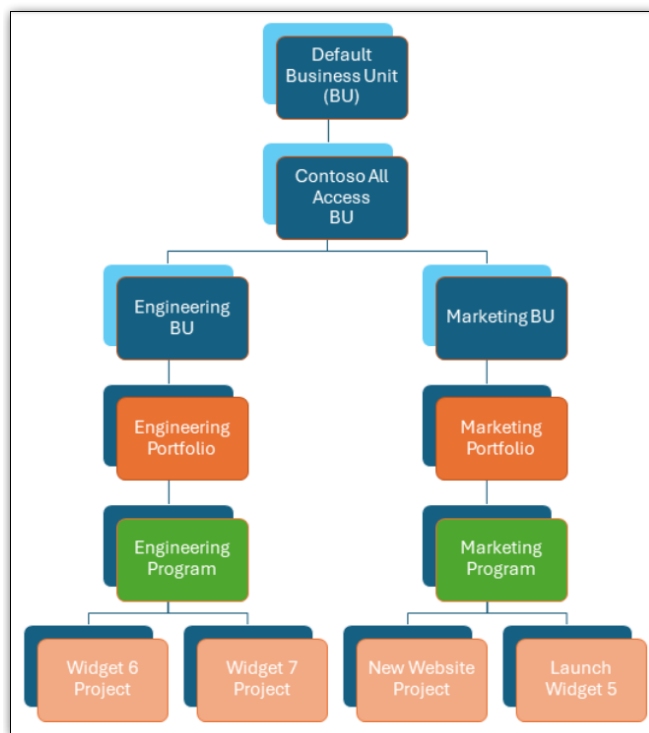 Default
Business Unit
(BU)
Contoso All
Access
BU
Engineering
BU
Marketing BU
Engineering
Portfolio
Marketing
Portfolio
Engineering
Program
Marketing
Program
Widget 6
Project
Widget 7
Project
New Website
Project
Launch
Widget 5